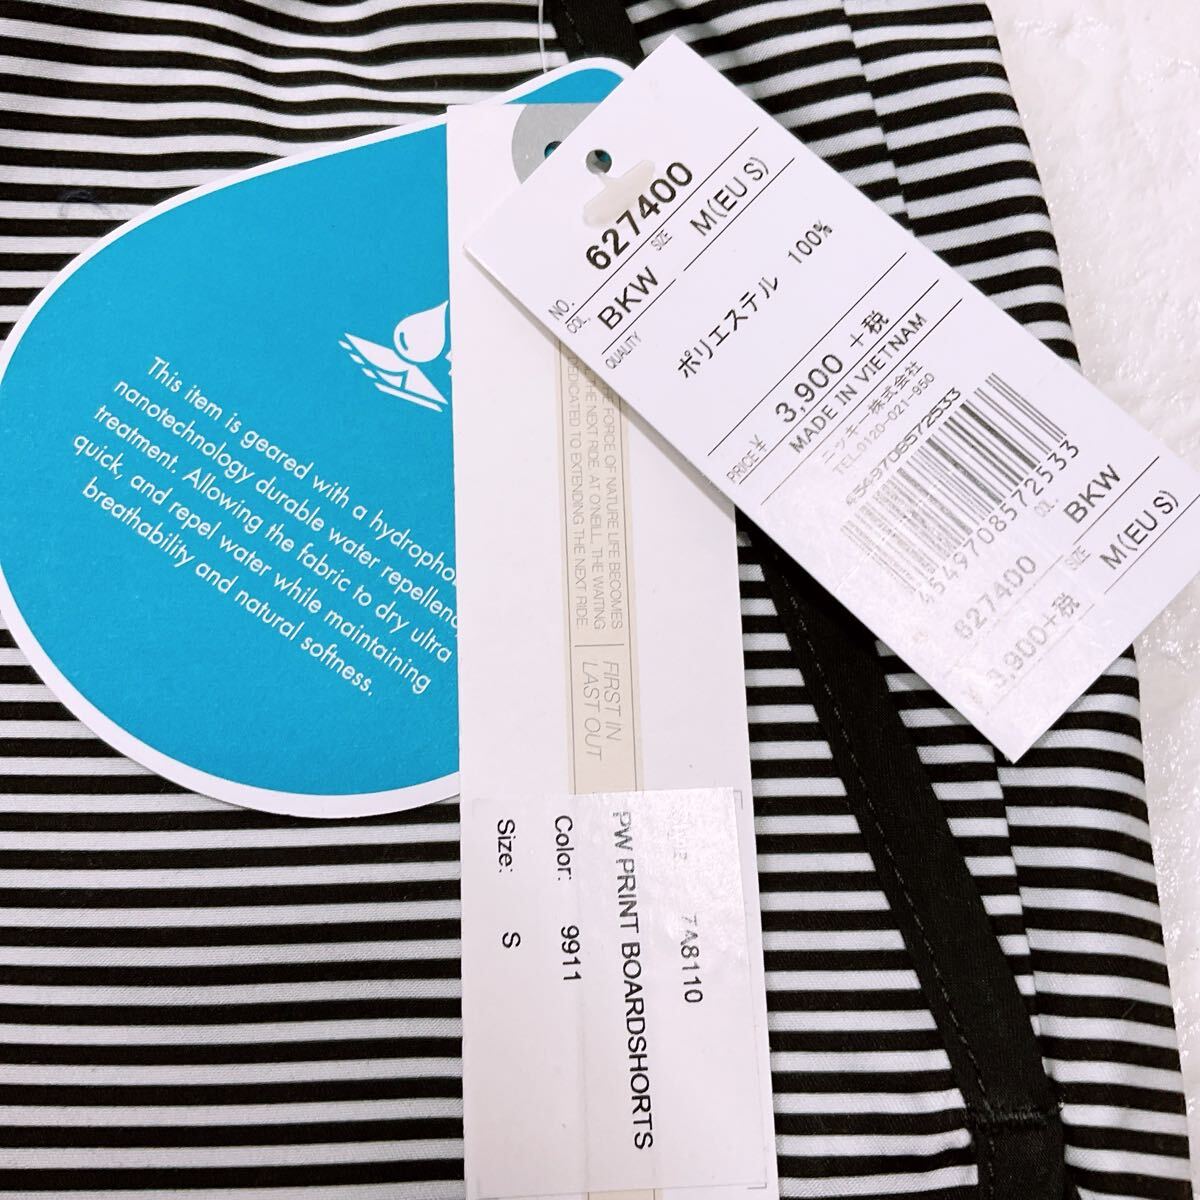 This item is geared with a
nanotechnology durable water
treatment. Allowing the fabric to dry ultra
quick, and repel water while maintaining
breathability and natural softness.
FORCE OF NATURE LIFE BECOMES
THE NEXT RIDE. AT O'NEILL, THE WAITING
DEDICATED TO EXTENDING THE NEXT RIDE.
FIRST IN
LAST OUT
7A8110
PW PRINT BOARDSHORTS
Color: 9911
Size: S
NO. 627400
COL. BKW SIZE M(EU S)
QUALITY
ポリエステル 100%
PRICE ¥ 3,900 +税
MADE IN VIETNAM
ニッキー株式会社
TEL.0120-021-950
4549708572533
4549708572533
COL. BKW
627400 SIZE M(EU S)
¥ 3,900+税